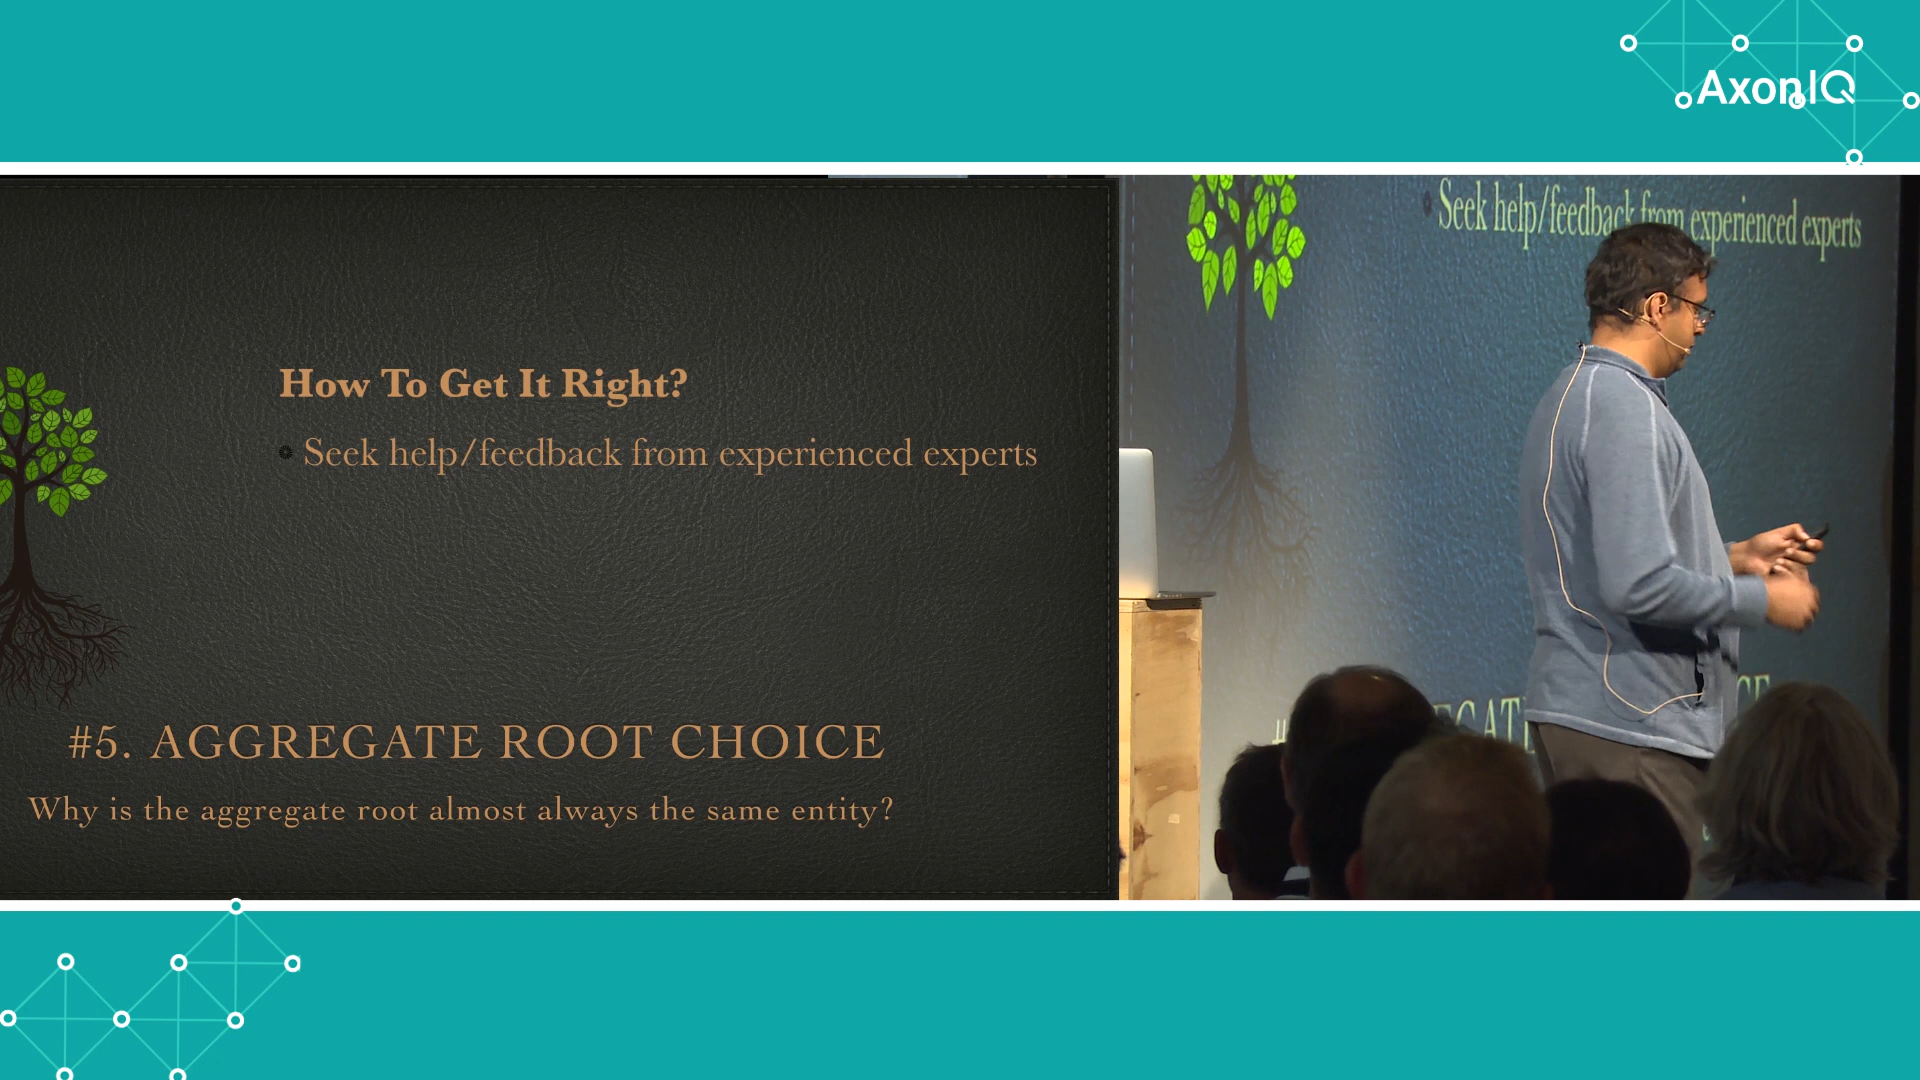 AxonIQ
How To Get It Right?
Seek help/feedback from experienced experts
#5. AGGREGATE ROOT CHOICE
Why is the aggregate root almost always the same entity?
Seek help/feedback from experienced experts